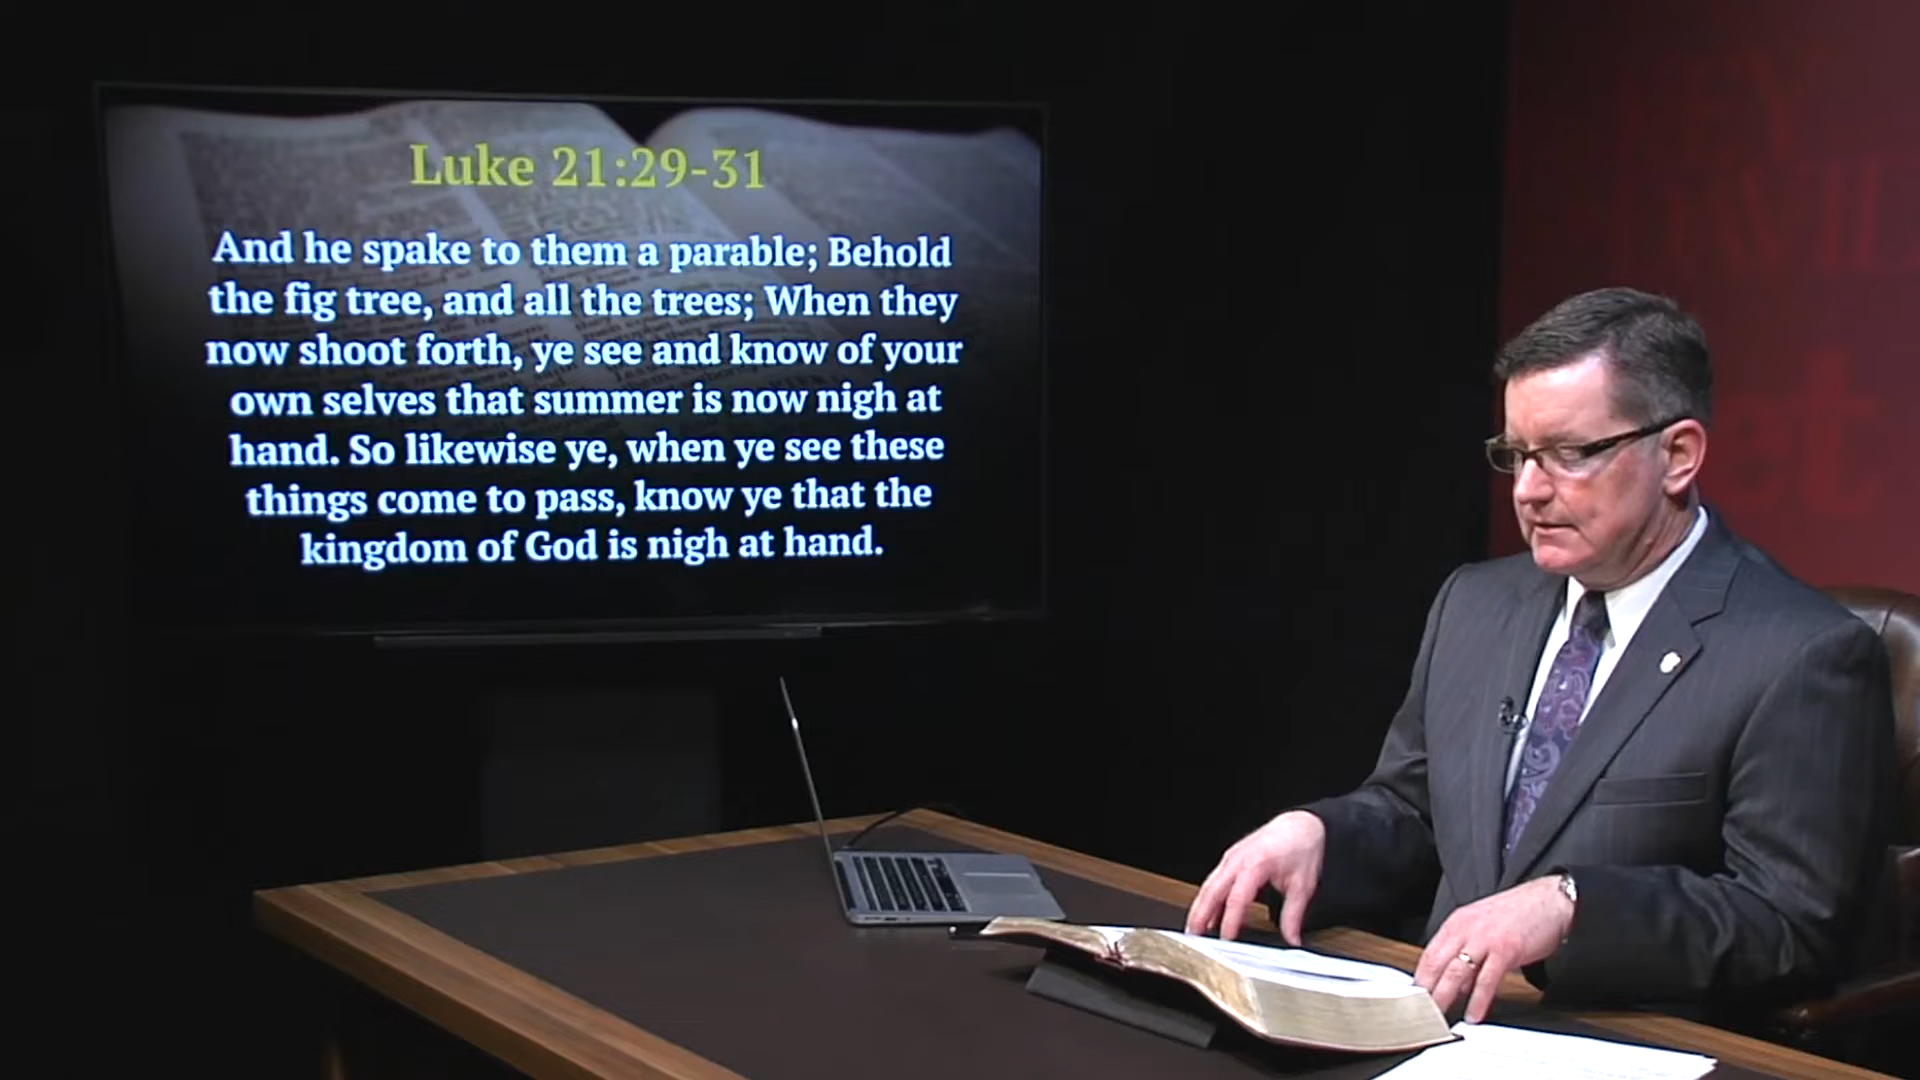 Luke 21:29-31
And he spake to them a parable; Behold
the fig tree, and all the trees; When they
now shoot forth, ye see and know of your
own selves that summer is now nigh at
hand. So likewise ye, when ye see these
things come to pass, know ye that the
kingdom of God is nigh at hand.